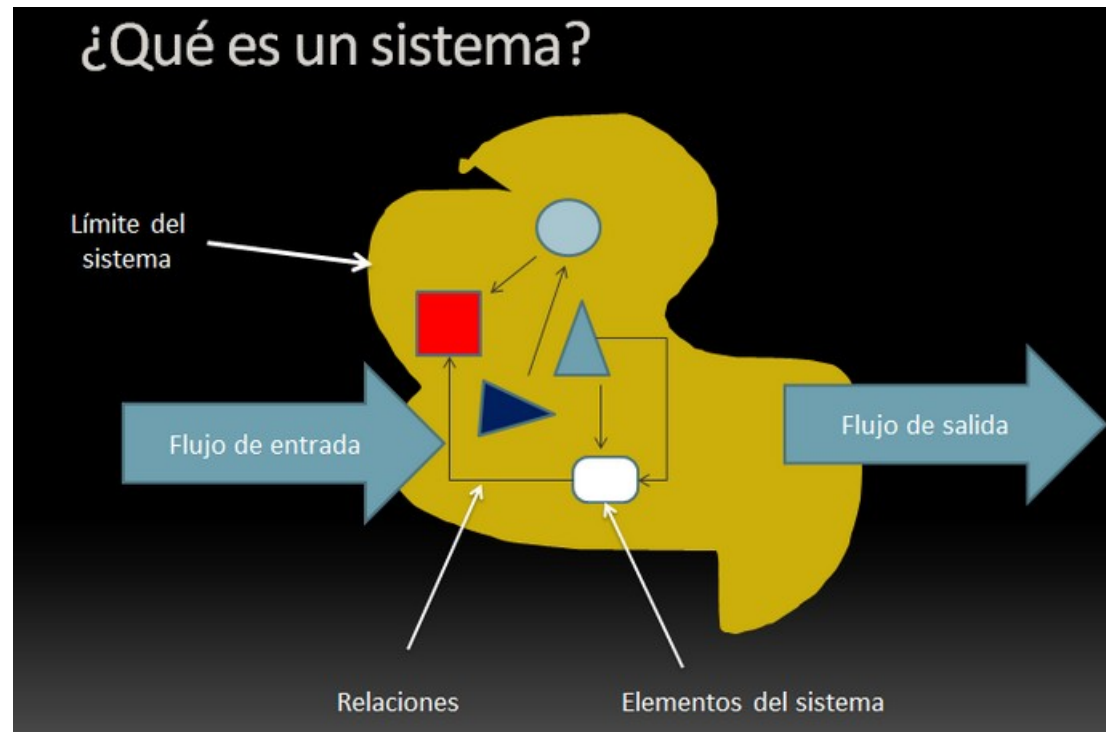 ¿Qué es un sistema?
Límite del
sistema
Flujo de entrada
Flujo de salida
Relaciones
Elementos del sistema